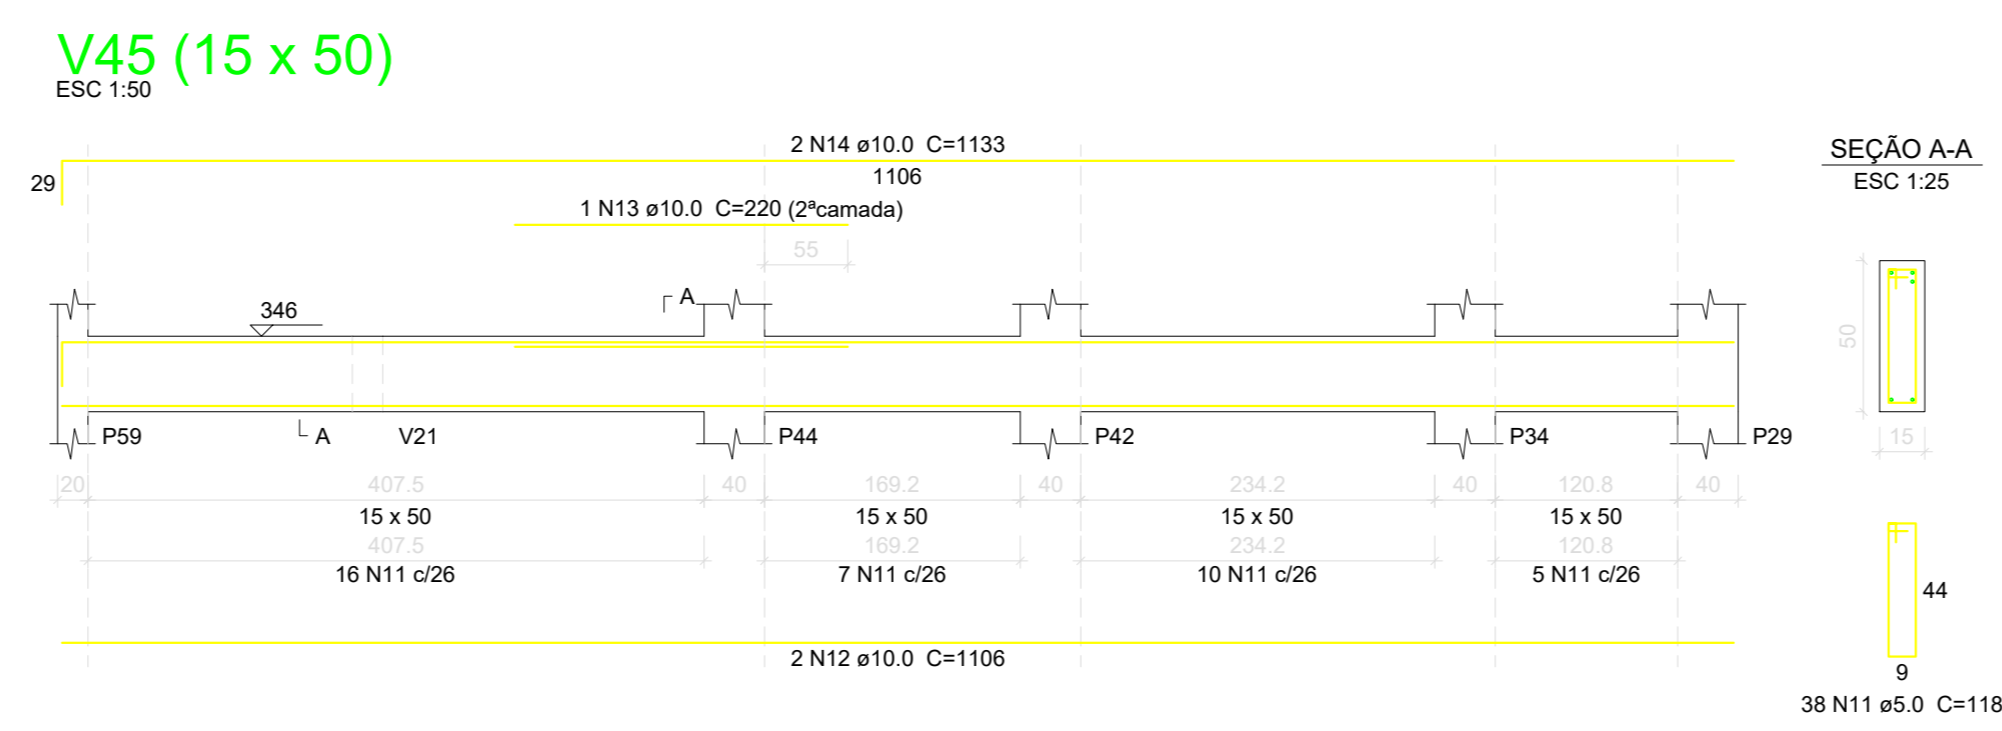 V45 (15 x 50)
ESC 1:50
2 N14 ø10.0 C=1133
SEÇÃO A-A
29
1106
ESC 1:25
1 N13 ø10.0 C=220 (2ªcamada)
55
346
A
50
P59
A
V21
P44
P42
P34
P29
15
20
407.5
40
169.2
40
234.2
40
120.8
40
15 x 50
15 x 50
15 x 50
15 x 50
407.5
169.2
234.2
120.8
16 N11 c/26
7 N11 c/26
10 N11 c/26
5 N11 c/26
44
2 N12 ø10.0 C=1106
9
38 N11 ø5.0 C=118